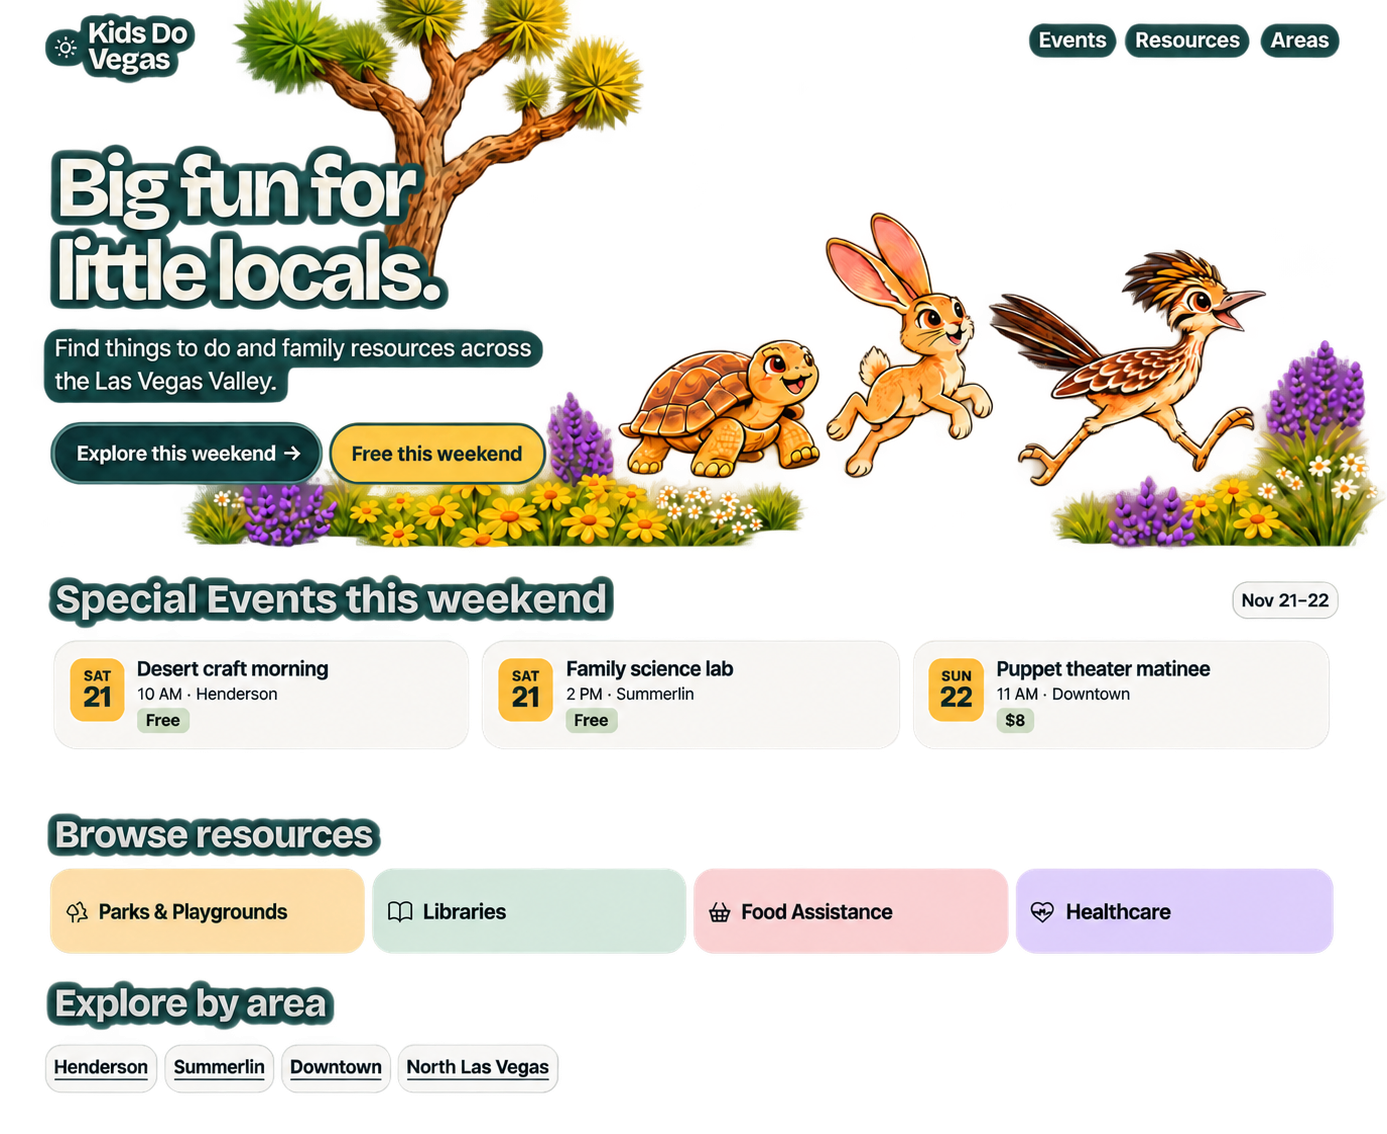 Kids Do
Vegas
Events
Resources
Areas
Big fun for
little locals.
Find things to do and family resources across
the Las Vegas Valley.
Explore this weekend →
Free this weekend
Special Events this weekend
Nov 21–22
SAT
21
Desert craft morning
10 AM · Henderson
Free
SAT
21
Family science lab
2 PM · Summerlin
Free
SUN
22
Puppet theater matinee
11 AM · Downtown
$8
Browse resources
Parks & Playgrounds
Libraries
Food Assistance
Healthcare
Explore by area
Henderson
Summerlin
Downtown
North Las Vegas